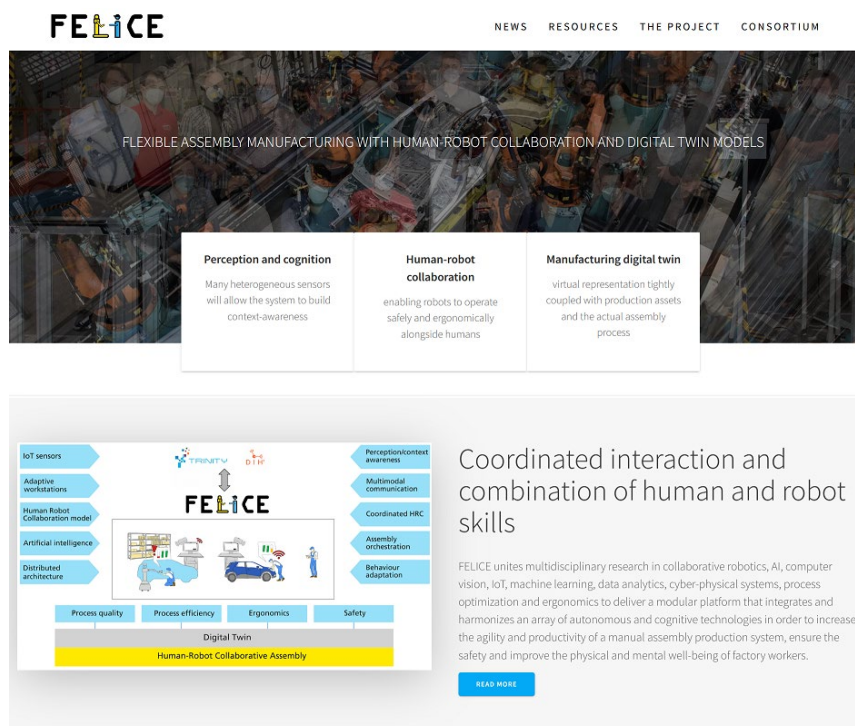 FELiCE
NEWS RESOURCES THE PROJECT CONSORTIUM
FLEXIBLE ASSEMBLY MANUFACTURING WITH HUMAN-ROBOT COLLABORATION AND DIGITAL TWIN MODELS
Perception and cognition
Many heterogeneous sensors
will allow the system to build
context-awareness
Human-robot
collaboration
enabling robots to operate
safely and ergonomically
alongside humans
Manufacturing digital twin
virtual representation tightly
coupled with production assets
and the actual assembly
process
IoT sensors
Adaptive
workstations
Human Robot
Collaboration model
Artificial intelligence
Distributed
architecture
TRINITY
DIH²
FELiCE
Perception/context
awareness
Multimodal
communication
Coordinated HRC
Assembly
orchestration
Behaviour
adaptation
Process quality
Process efficiency
Ergonomics
Safety
Digital Twin
Human-Robot Collaborative Assembly
Coordinated interaction and
combination of human and robot
skills
FELICE unites multidisciplinary research in collaborative robotics, AI, computer
vision, IoT, machine learning, data analytics, cyber-physical systems, process
optimization and ergonomics to deliver a modular platform that integrates and
harmonizes an array of autonomous and cognitive technologies in order to increase
the agility and productivity of a manual assembly production system, ensure the
safety and improve the physical and mental well-being of factory workers.
READ MORE